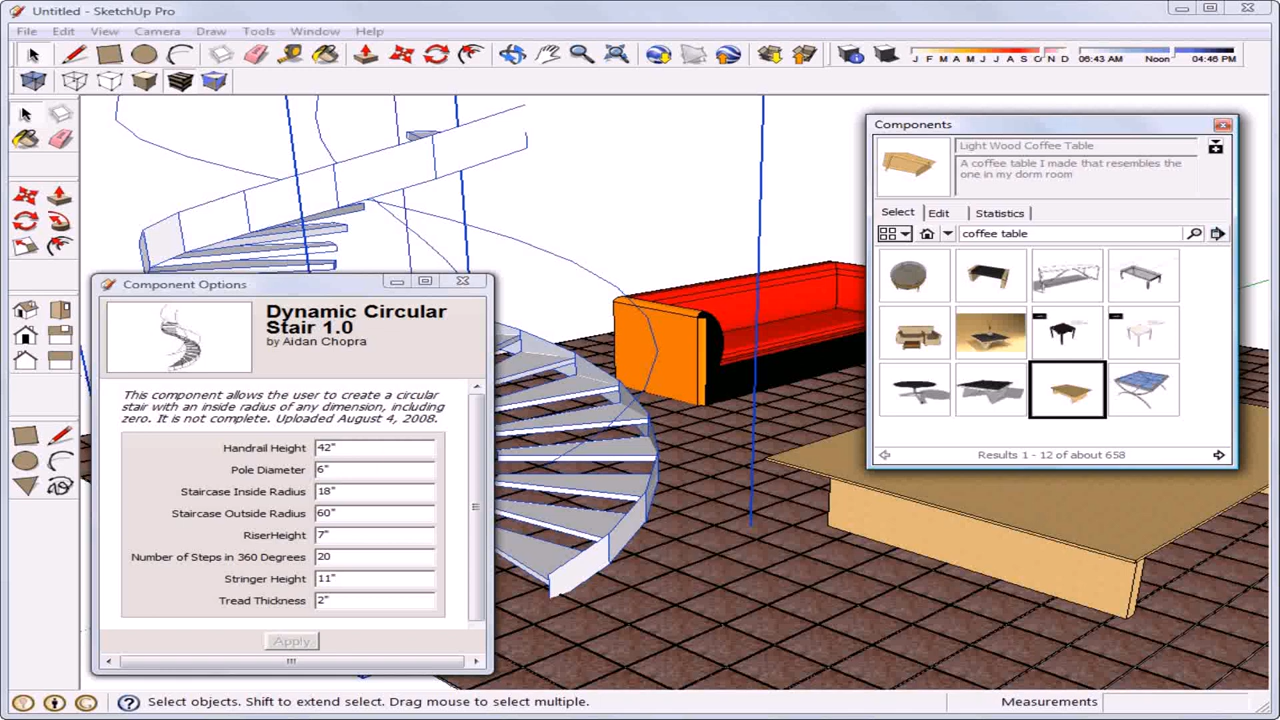 Untitled - SketchUp Pro
File Edit View Camera Draw Tools Window Help
J F M A M J J A S O N D 06:43 AM Noon 04:46 PM
Components
Light Wood Coffee Table
A coffee table I made that resembles the
one in my dorm room
Select Edit Statistics
coffee table
Results 1 - 12 of about 658
Component Options
Dynamic Circular
Stair 1.0
by Aidan Chopra
This component allows the user to create a circular
stair with an inside radius of any dimension, including
zero. It is not complete. Uploaded August 4, 2008.
Handrail Height 42"
Pole Diameter 6"
Staircase Inside Radius 18"
Staircase Outside Radius 60"
RiserHeight 7"
Number of Steps in 360 Degrees 20
Stringer Height 11"
Tread Thickness 2"
Apply
Select objects. Shift to extend select. Drag mouse to select multiple.
Measurements